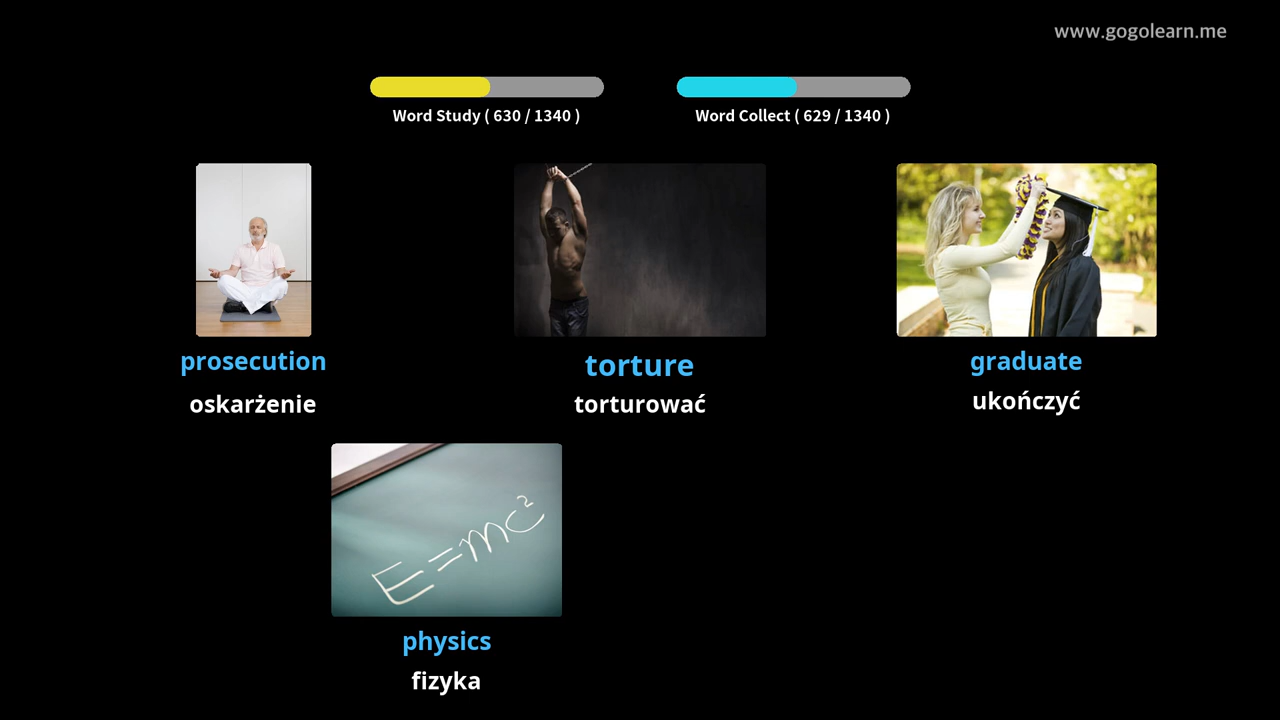 www.gogolearn.me
Word Study ( 630 / 1340 )
Word Collect ( 629 / 1340 )
prosecution
oskarżenie
torture
torturować
graduate
ukończyć
E=mc²
physics
fizyka